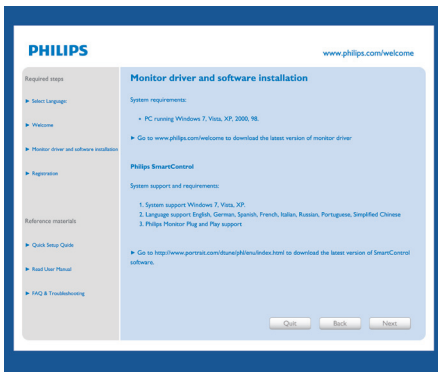 PHILIPS
www.philips.com/welcome
Required steps
▶ Select Language:
▶ Welcome
▶ Monitor driver and software installation
▶ Registration
Reference materials
▶ Quick Setup Quide
▶ Read User Manual
▶ FAQ & Troubleshooting
Monitor driver and software installation
System requirements:
• PC running Windows 7, Vista, XP, 2000, 98.
▶ Go to www.philips.com/welcome to download the latest version of monitor driver
Philips SmartControl
System support and requirements:
1. System support Windows 7, Vista, XP.
2. Language support English, German, Spanish, French, Italian, Russian, Portuguese, Simplified Chinese
3. Philips Monitor Plug and Play support
▶ Go to http://www.portrait.com/dtune/phl/enu/index.html to download the latest version of SmartControl
software.
Quit
Back
Next